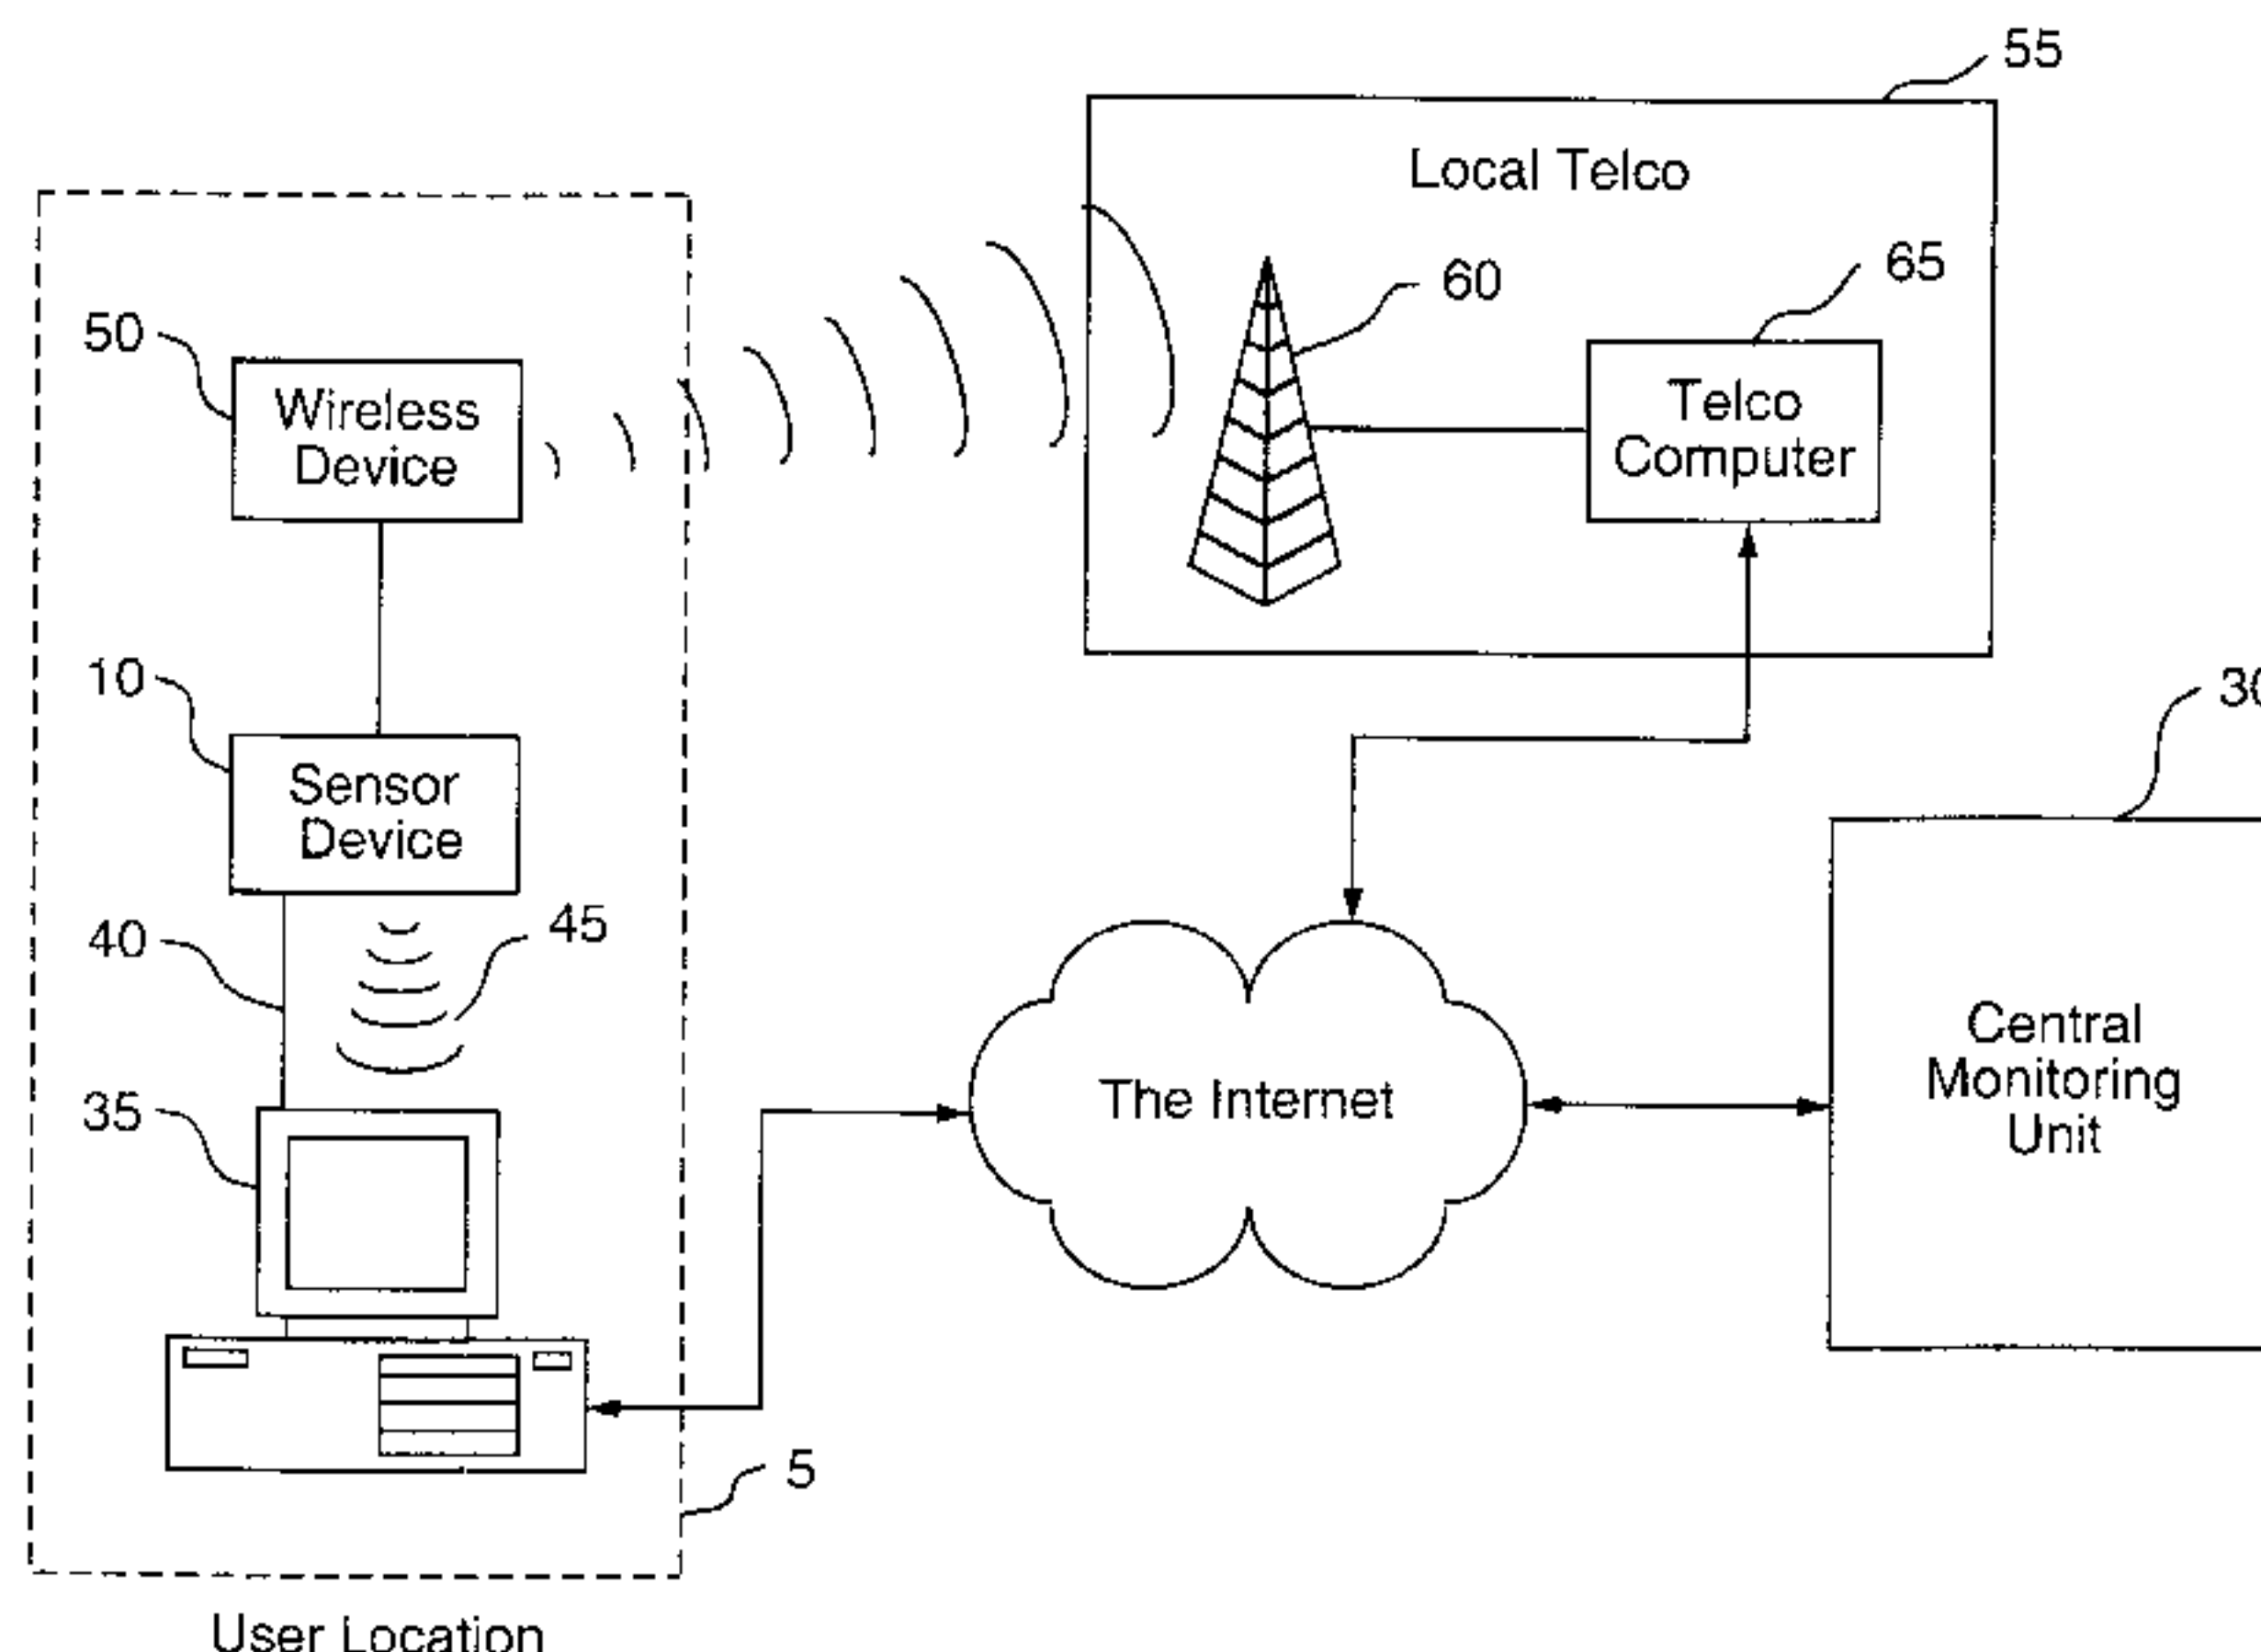 55
Local Telco
60
65
Telco
Computer
50
Wireless
Device
10
Sensor
Device
40
45
35
The Internet
30
Central
Monitoring
Unit
5
User Location